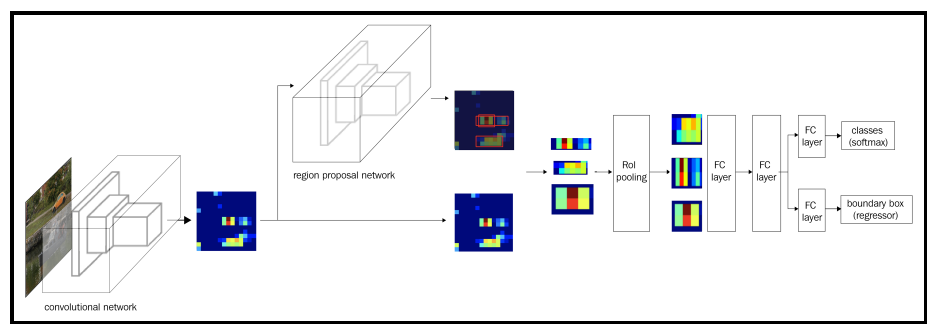 convolutional network
region proposal network
RoI
pooling
FC
layer
FC
layer
FC
layer
classes
(softmax)
FC
layer
boundary box
(regressor)